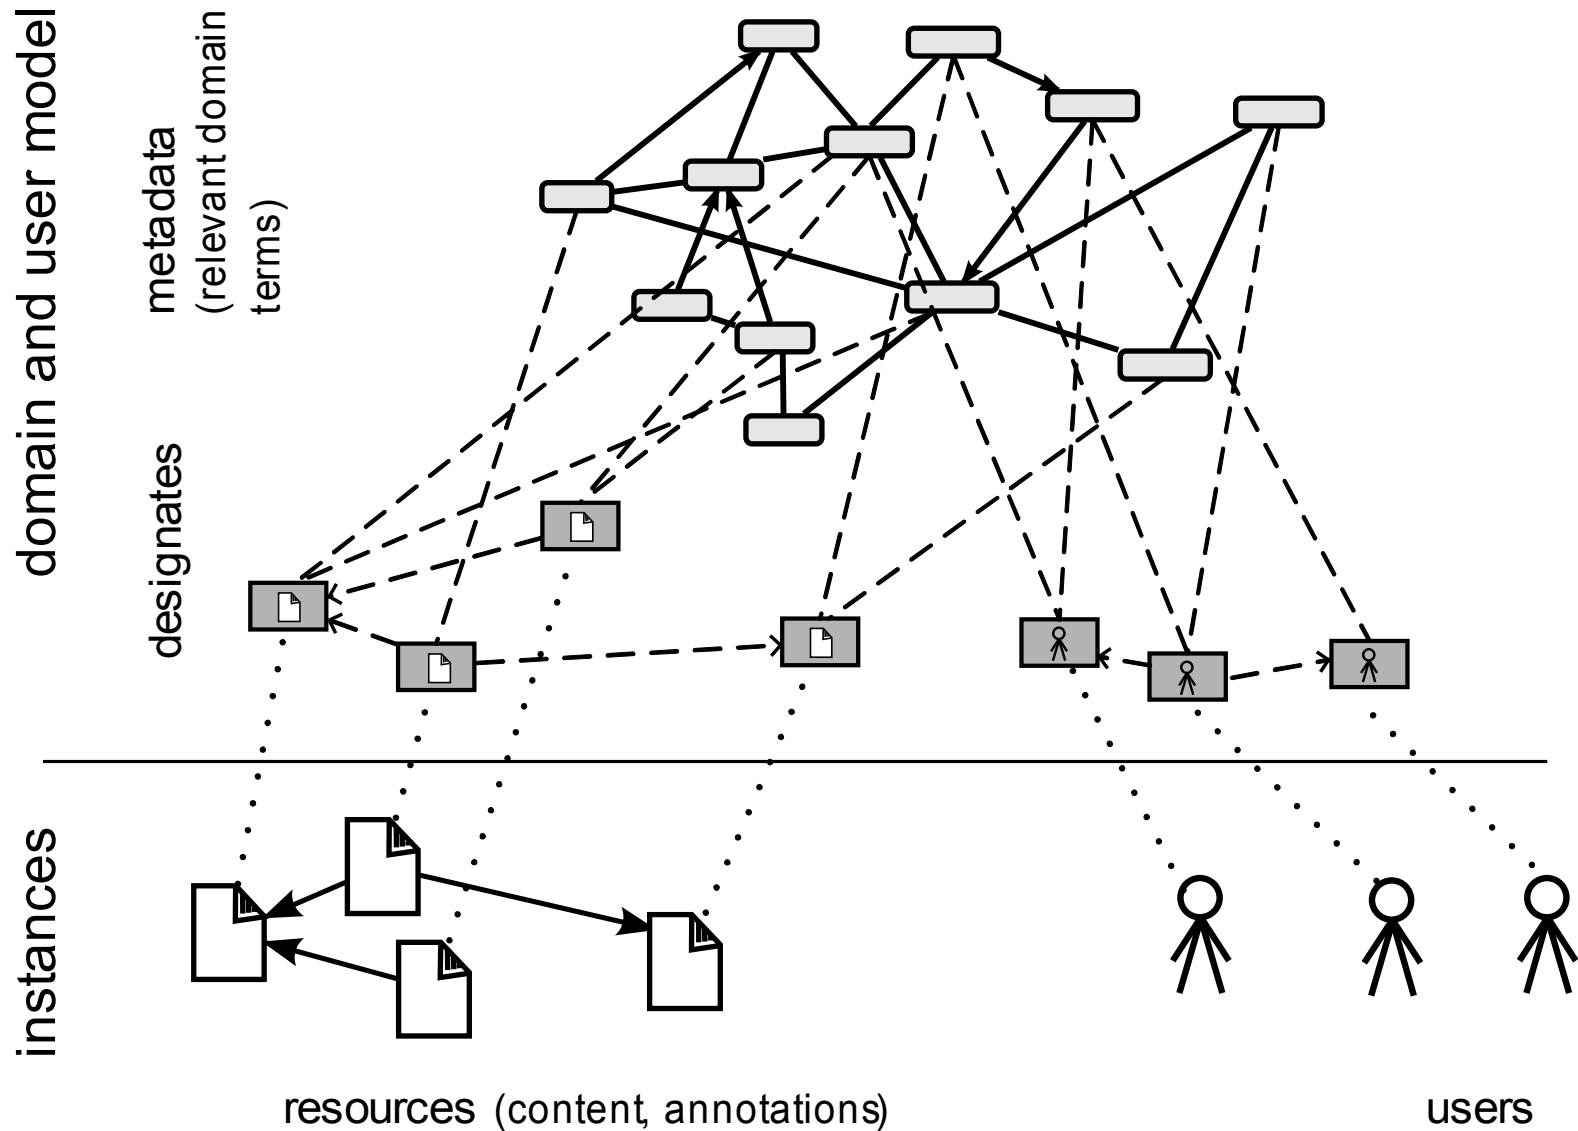 domain and user model
metadata
(relevant domain
terms)
designates
instances
resources (content, annotations)
users